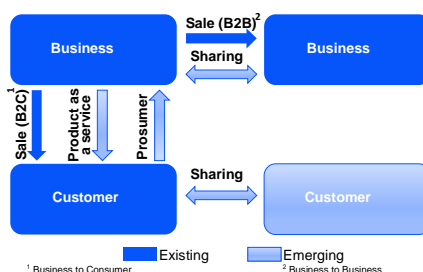 Sale (B2B)2
Business
Sharing
Business
Sale (B2C)1
Product as
a service
Prosumer
Customer
Sharing
Customer
Existing
Emerging
1 Business to Consumer
2 Business to Business